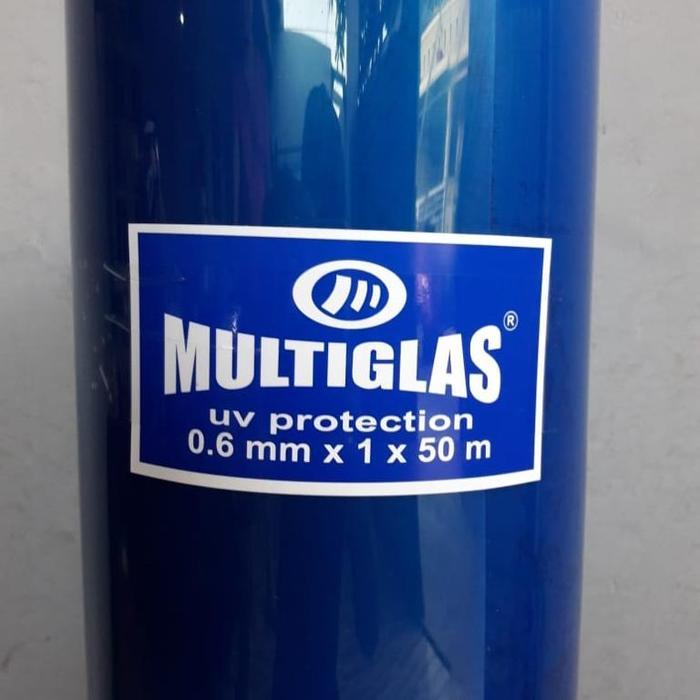 MULTIGLAS®
uv protection
0.6 mm x 1 x 50 m